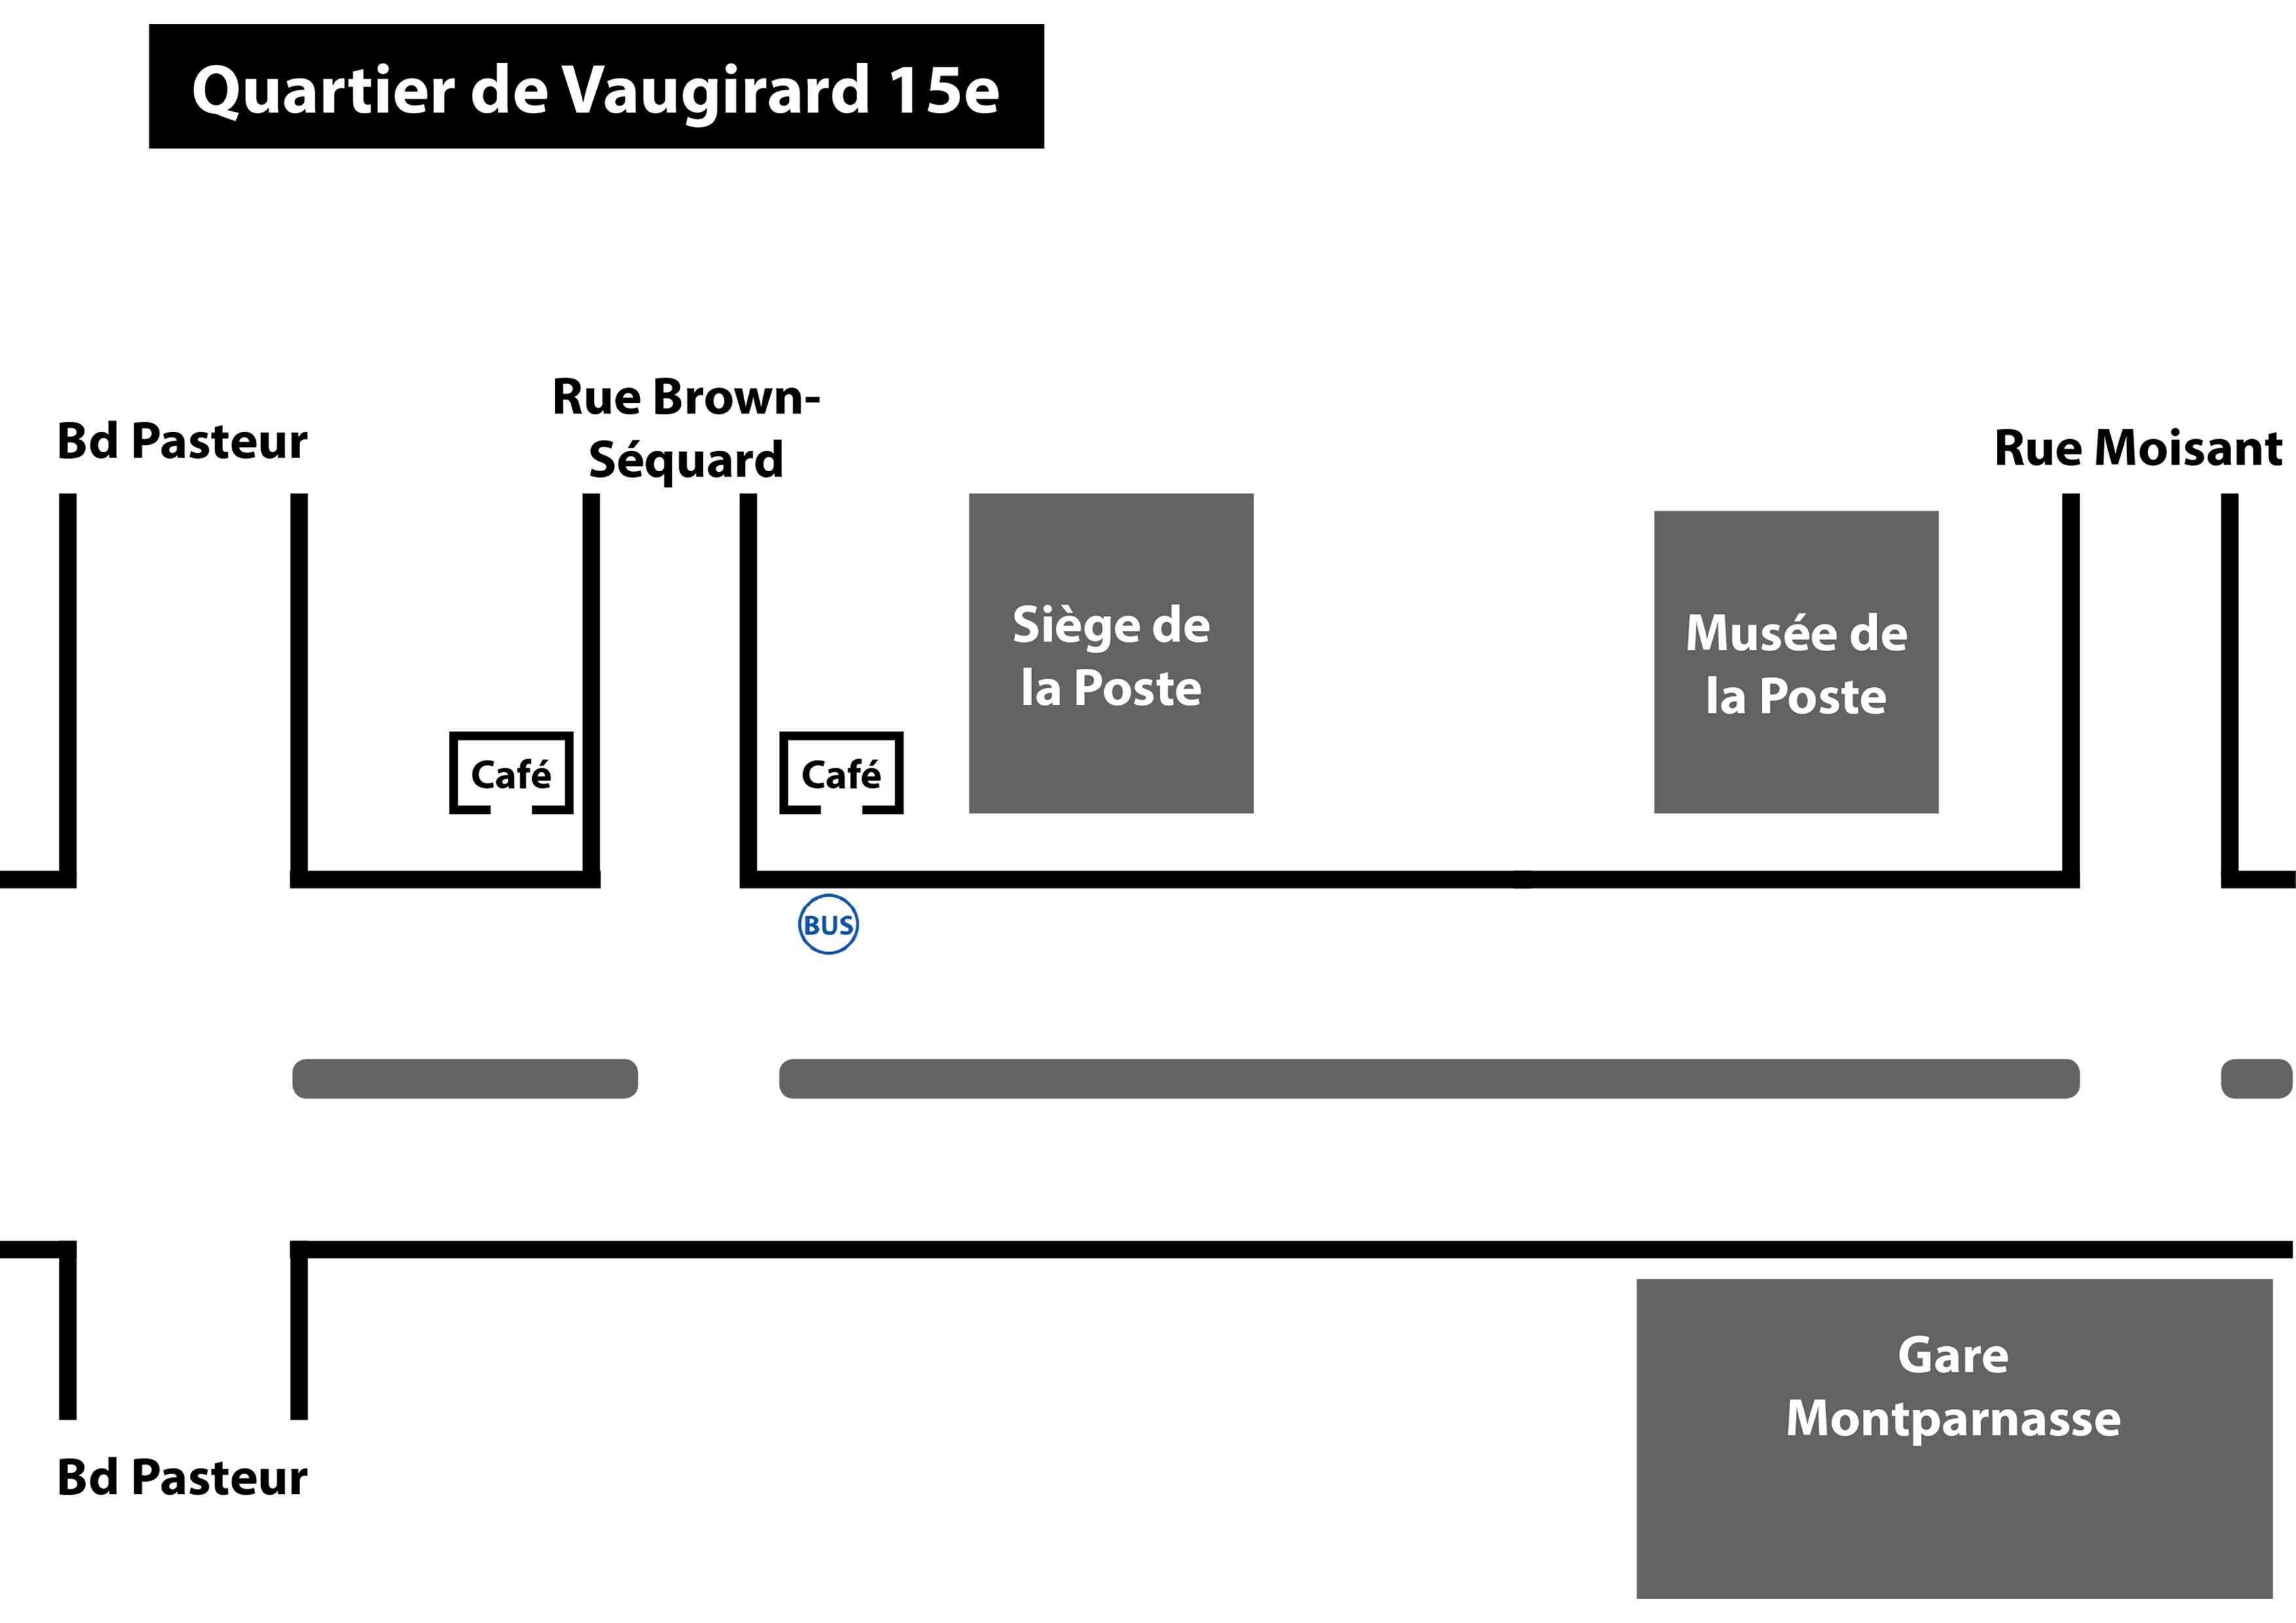 Quartier de Vaugirard 15e
Bd Pasteur
Rue Brown-
Séquard
Rue Moisant
Siège de
la Poste
Musée de
la Poste
Café
Café
BUS
Gare
Montparnasse
Bd Pasteur